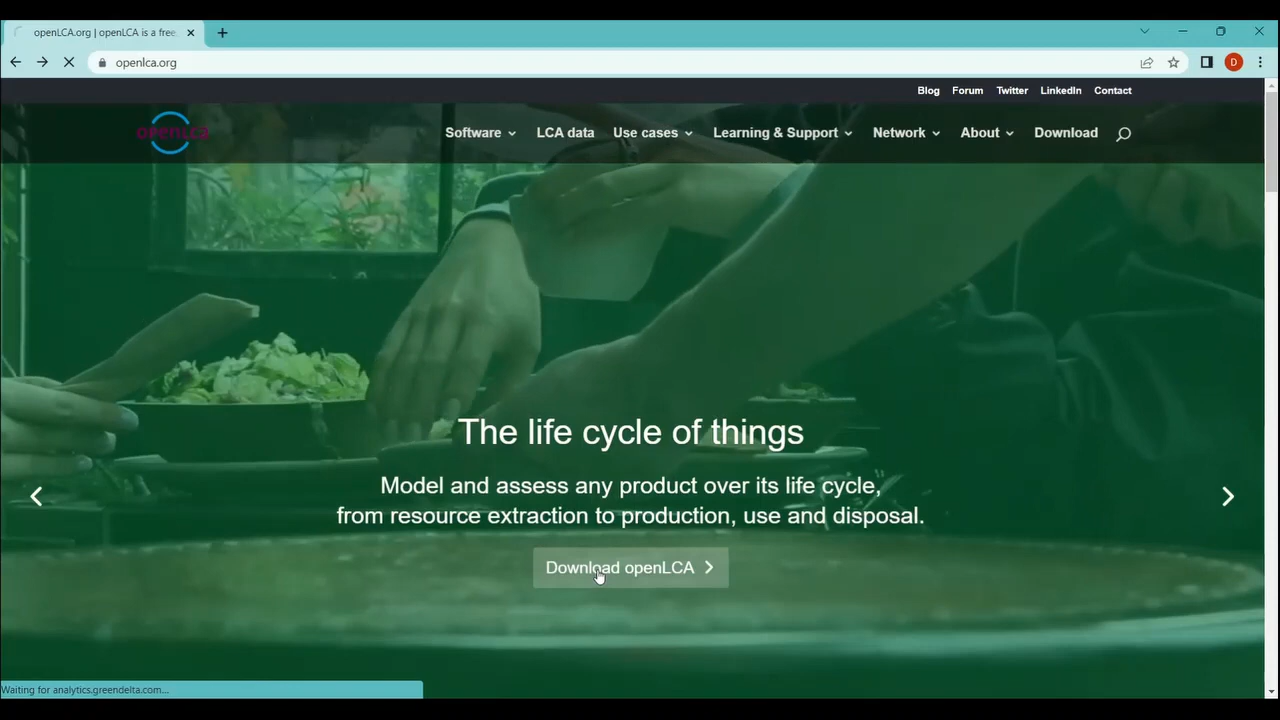 openLCA.org | openLCA is a free
openlca.org
D
Blog Forum Twitter LinkedIn Contact
openLCA
Software LCA data Use cases Learning & Support Network About Download
The life cycle of things
Model and assess any product over its life cycle,
from resource extraction to production, use and disposal.
Download openLCA
Waiting for analytics.greendelta.com...